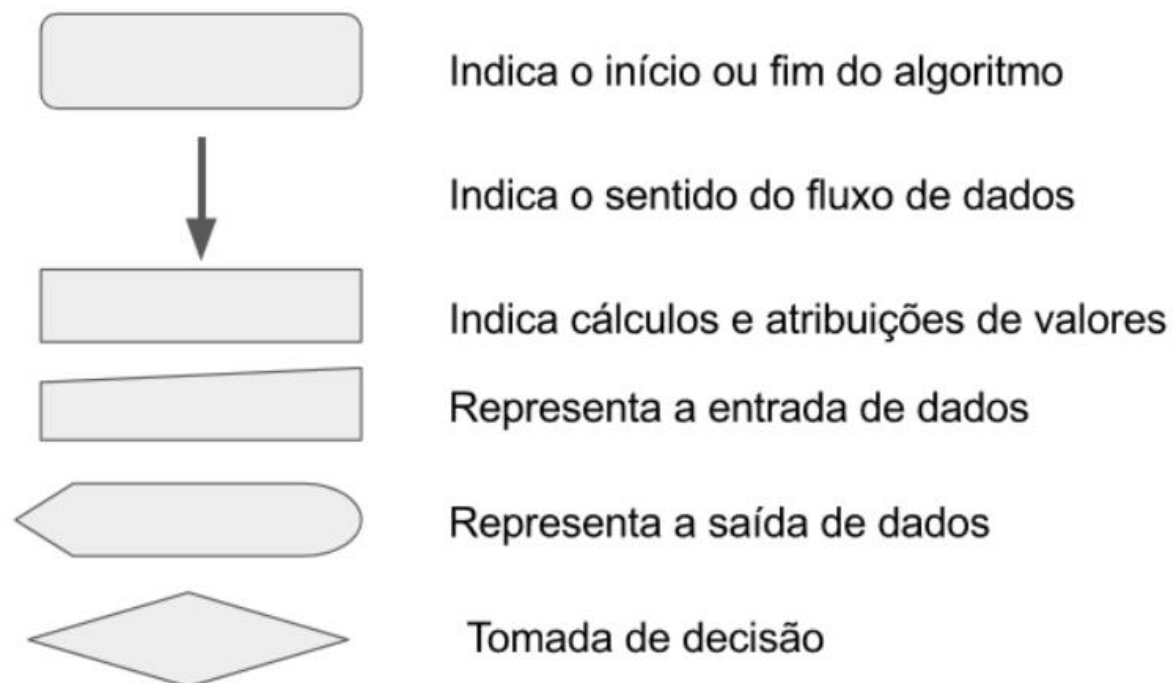 Indica o início ou fim do algoritmo
Indica o sentido do fluxo de dados
Indica cálculos e atribuições de valores
Representa a entrada de dados
Representa a saída de dados
Tomada de decisão